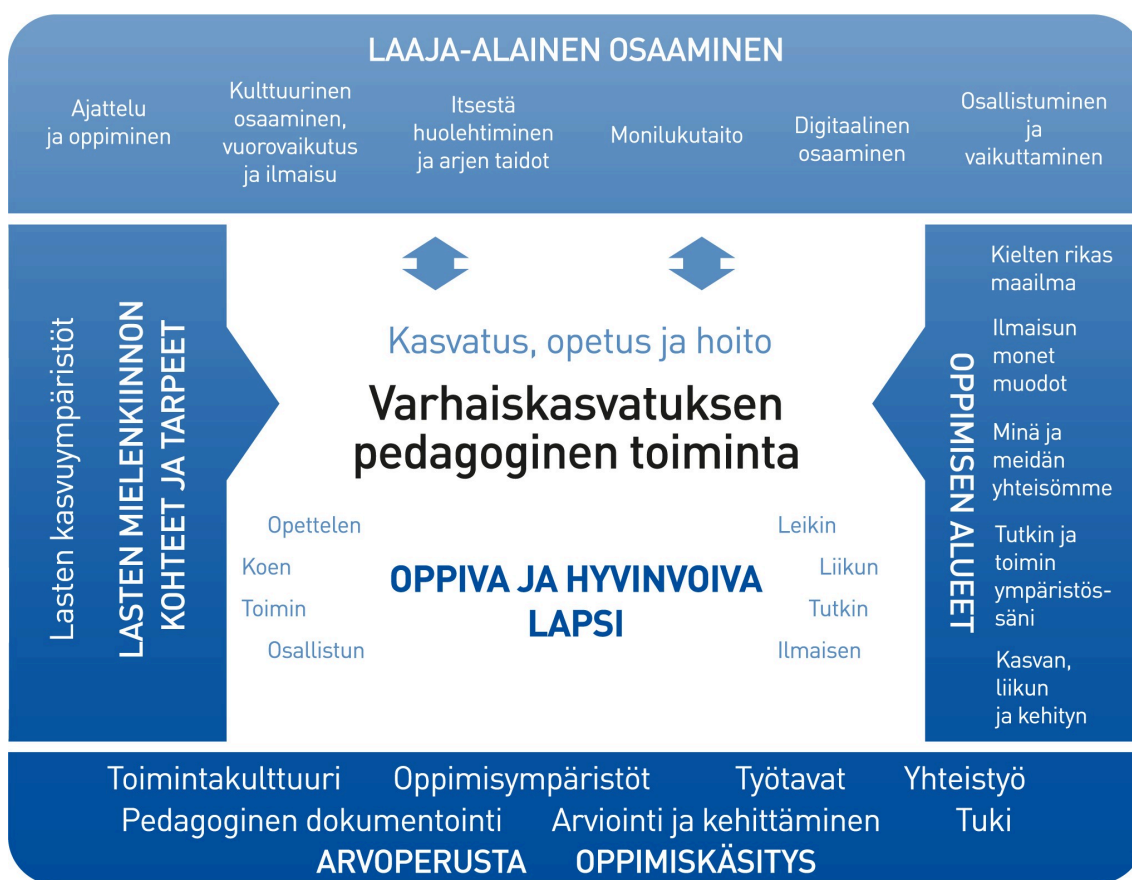 LAAJA-ALAINEN OSAAMINEN
Ajattelu
ja oppiminen
Kulttuurinen
osaaminen,
vuorovaikutus
ja ilmaisu
Itsestä
huolehtiminen
ja arjen taidot
Monilukutaito
Digitaalinen
osaaminen
Osallistuminen
ja
vaikuttaminen
Lasten kasvuympäristöt
LASTEN MIELENKIINNON
KOHTEET JA TARPEET
Kasvatus, opetus ja hoito
Varhaiskasvatuksen
pedagoginen toiminta
Opettelen
Koen
Toimin
Osallistun
OPPIVA JA HYVINVOIVA
LAPSI
Leikin
Liikun
Tutkin
Ilmaisen
OPPIMISEN ALUEET
Kielten rikas
maailma
Ilmaisun
monet
muodot
Minä ja
meidän
yhteisömme
Tutkin ja
toimin
ympäristös-
säni
Kasvan,
liikun
ja kehityn
Toimintakulttuuri Oppimisympäristöt Työtavat Yhteistyö
Pedagoginen dokumentointi Arviointi ja kehittäminen Tuki
ARVOPERUSTA OPPIMISKÄSITYS